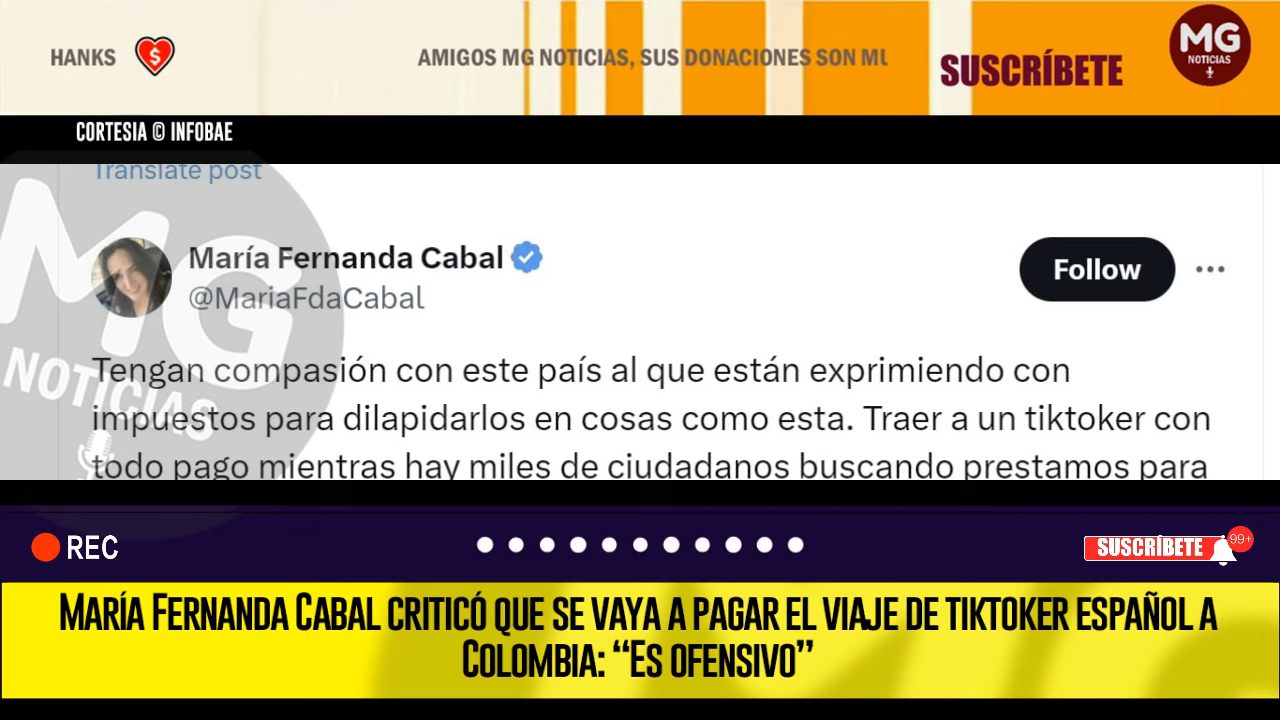 HANKS
AMIGOS MG NOTICIAS, SUS DONACIONES SON MU
SUSCRÍBETE
MG
NOTICIAS
CORTESIA © INFOBAE
Translate post
MG
NOTICIAS
María Fernanda Cabal
@MariaFdaCabal
Follow
Tengan compasión con este país al que están exprimiendo con
impuestos para dilapidarlos en cosas como esta. Traer a un tiktoker con
todo pago mientras hay miles de ciudadanos buscando prestamos para
REC
SUSCRÍBETE
99+
MARÍA FERNANDA CABAL CRITICÓ QUE SE VAYA A PAGAR EL VIAJE DE TIKTOKER ESPAÑOL A
COLOMBIA: “ES OFENSIVO”